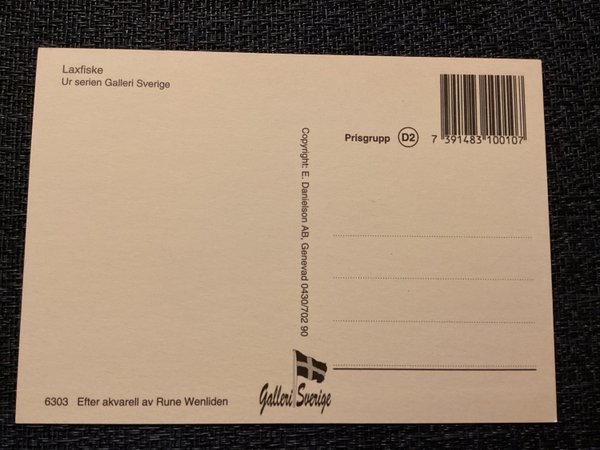 Laxfiske
Ur serien Galleri Sverige
Prisgrupp D2
7 391483 100107
Copyright: E. Danielson AB, Genevad 0430/702 90
6303 Efter akvarell av Rune Wenliden
Galleri Sverige